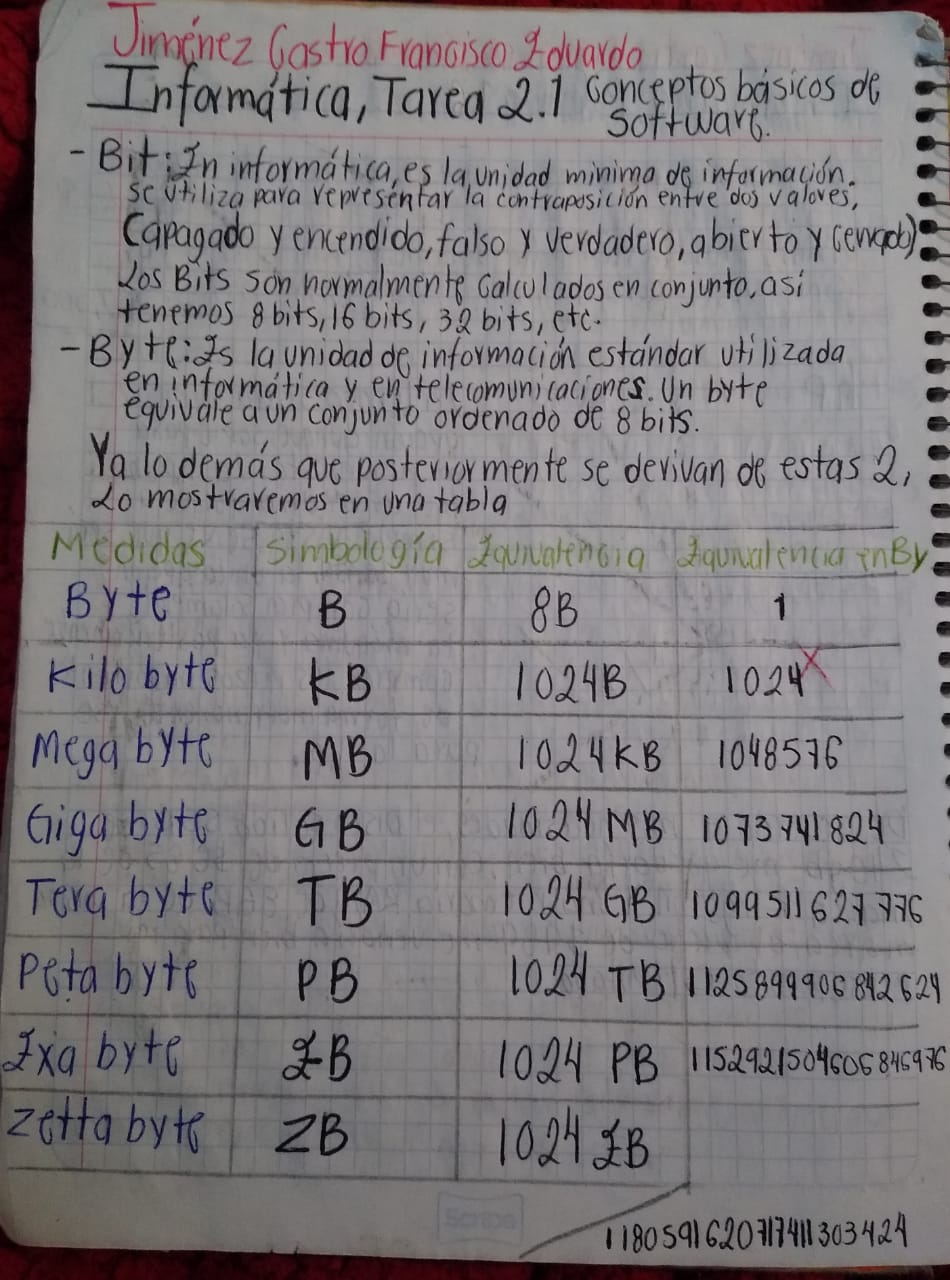 Jiménez Castro Francisco Eduardo
Informática, Tarea 2.1 Conceptos básicos de
Software.
- Bit: En informática, es la unidad minima de información.
se utiliza para representar la contraposición entre dos valores,
(apagado y encendido, falso y verdadero, abierto y cerrado)
Los Bits son normalmente Calculados en conjunto, así
tenemos 8 bits, 16 bits, 32 bits, etc.
- Byte: Es la unidad de información estándar utilizada
en informática y en telecomunicaciones. Un byte
equivale a un conjunto ordenado de 8 bits.
Ya lo demás que posteriormente se derivan de estas 2,
Lo mostraremos en una tabla
Medidas Simbología Equivalencia Equivalencia en By
Byte B 8B 1
Kilo byte KB 1024B 1024 X
Mega byte MB 1024 KB 1048576
Giga byte GB 1024 MB 1073741824
Tera byte TB 1024 GB 1099511627776
Peta byte PB 1024 TB 1125899906842624
Exa byte EB 1024 PB 1152921504606846976
Zetta byte ZB 1024 EB
Scribe
1180591620717411303424